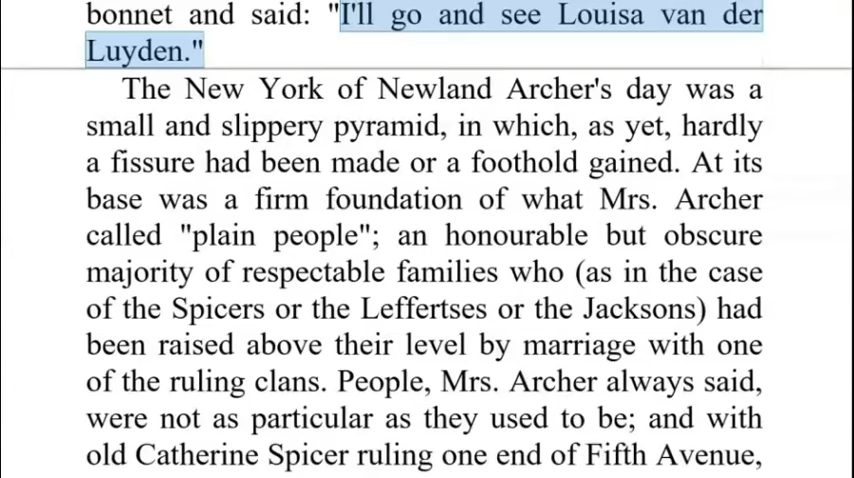 bonnet and said: "I'll go and see Louisa van der
Luyden."
The New York of Newland Archer's day was a
small and slippery pyramid, in which, as yet, hardly
a fissure had been made or a foothold gained. At its
base was a firm foundation of what Mrs. Archer
called "plain people"; an honourable but obscure
majority of respectable families who (as in the case
of the Spicers or the Leffertses or the Jacksons) had
been raised above their level by marriage with one
of the ruling clans. People, Mrs. Archer always said,
were not as particular as they used to be; and with
old Catherine Spicer ruling one end of Fifth Avenue,